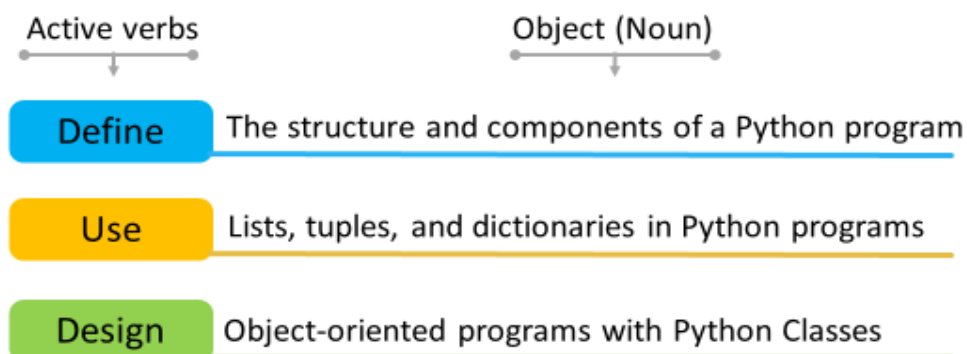 Active verbs Object (Noun)
Define The structure and components of a Python program
Use Lists, tuples, and dictionaries in Python programs
Design Object-oriented programs with Python Classes